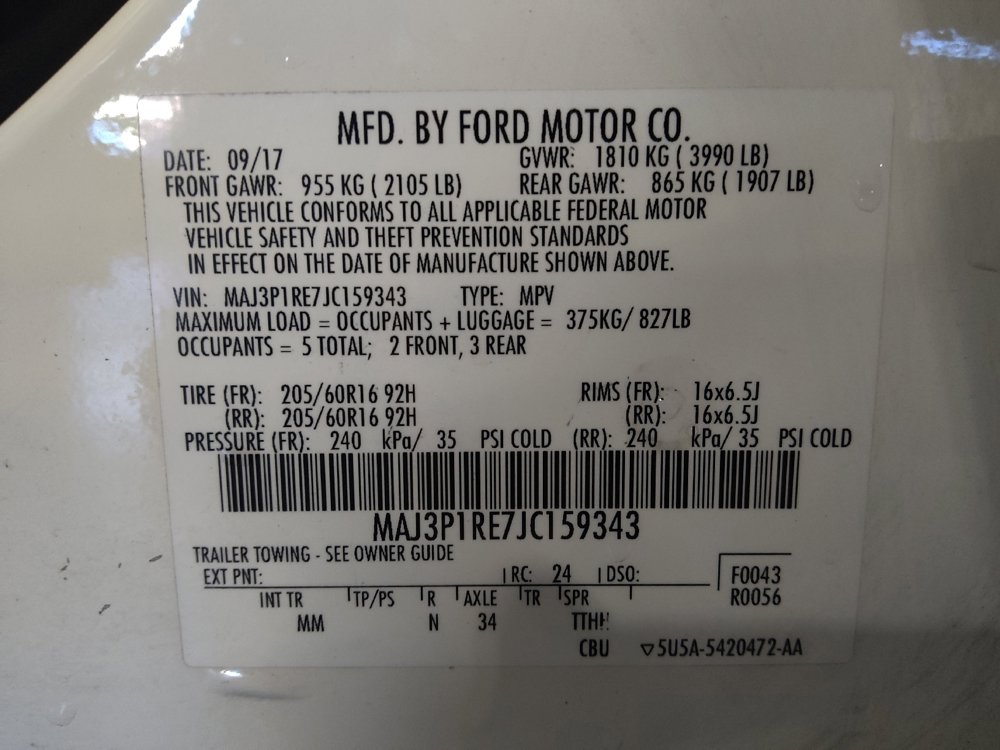 MFD. BY FORD MOTOR CO.
DATE: 09/17 GVWR: 1810 KG ( 3990 LB)
FRONT GAWR: 955 KG ( 2105 LB) REAR GAWR: 865 KG ( 1907 LB)
THIS VEHICLE CONFORMS TO ALL APPLICABLE FEDERAL MOTOR
VEHICLE SAFETY AND THEFT PREVENTION STANDARDS
IN EFFECT ON THE DATE OF MANUFACTURE SHOWN ABOVE.
VIN: MAJ3P1RE7JC159343 TYPE: MPV
MAXIMUM LOAD = OCCUPANTS + LUGGAGE = 375KG/ 827LB
OCCUPANTS = 5 TOTAL; 2 FRONT, 3 REAR
TIRE (FR): 205/60R16 92H RIMS (FR): 16x6.5J
(RR): 205/60R16 92H (RR): 16x6.5J
PRESSURE (FR): 240 kPa/ 35 PSI COLD (RR): 240 kPa/ 35 PSI COLD
MAJ3P1RE7JC159343
TRAILER TOWING - SEE OWNER GUIDE
EXT PNT: RC: 24 DSO: F0043
INT TR TP/PS R AXLE TR SPR R0056
MM N 34
CBU ▽5U5A-5420472-AA